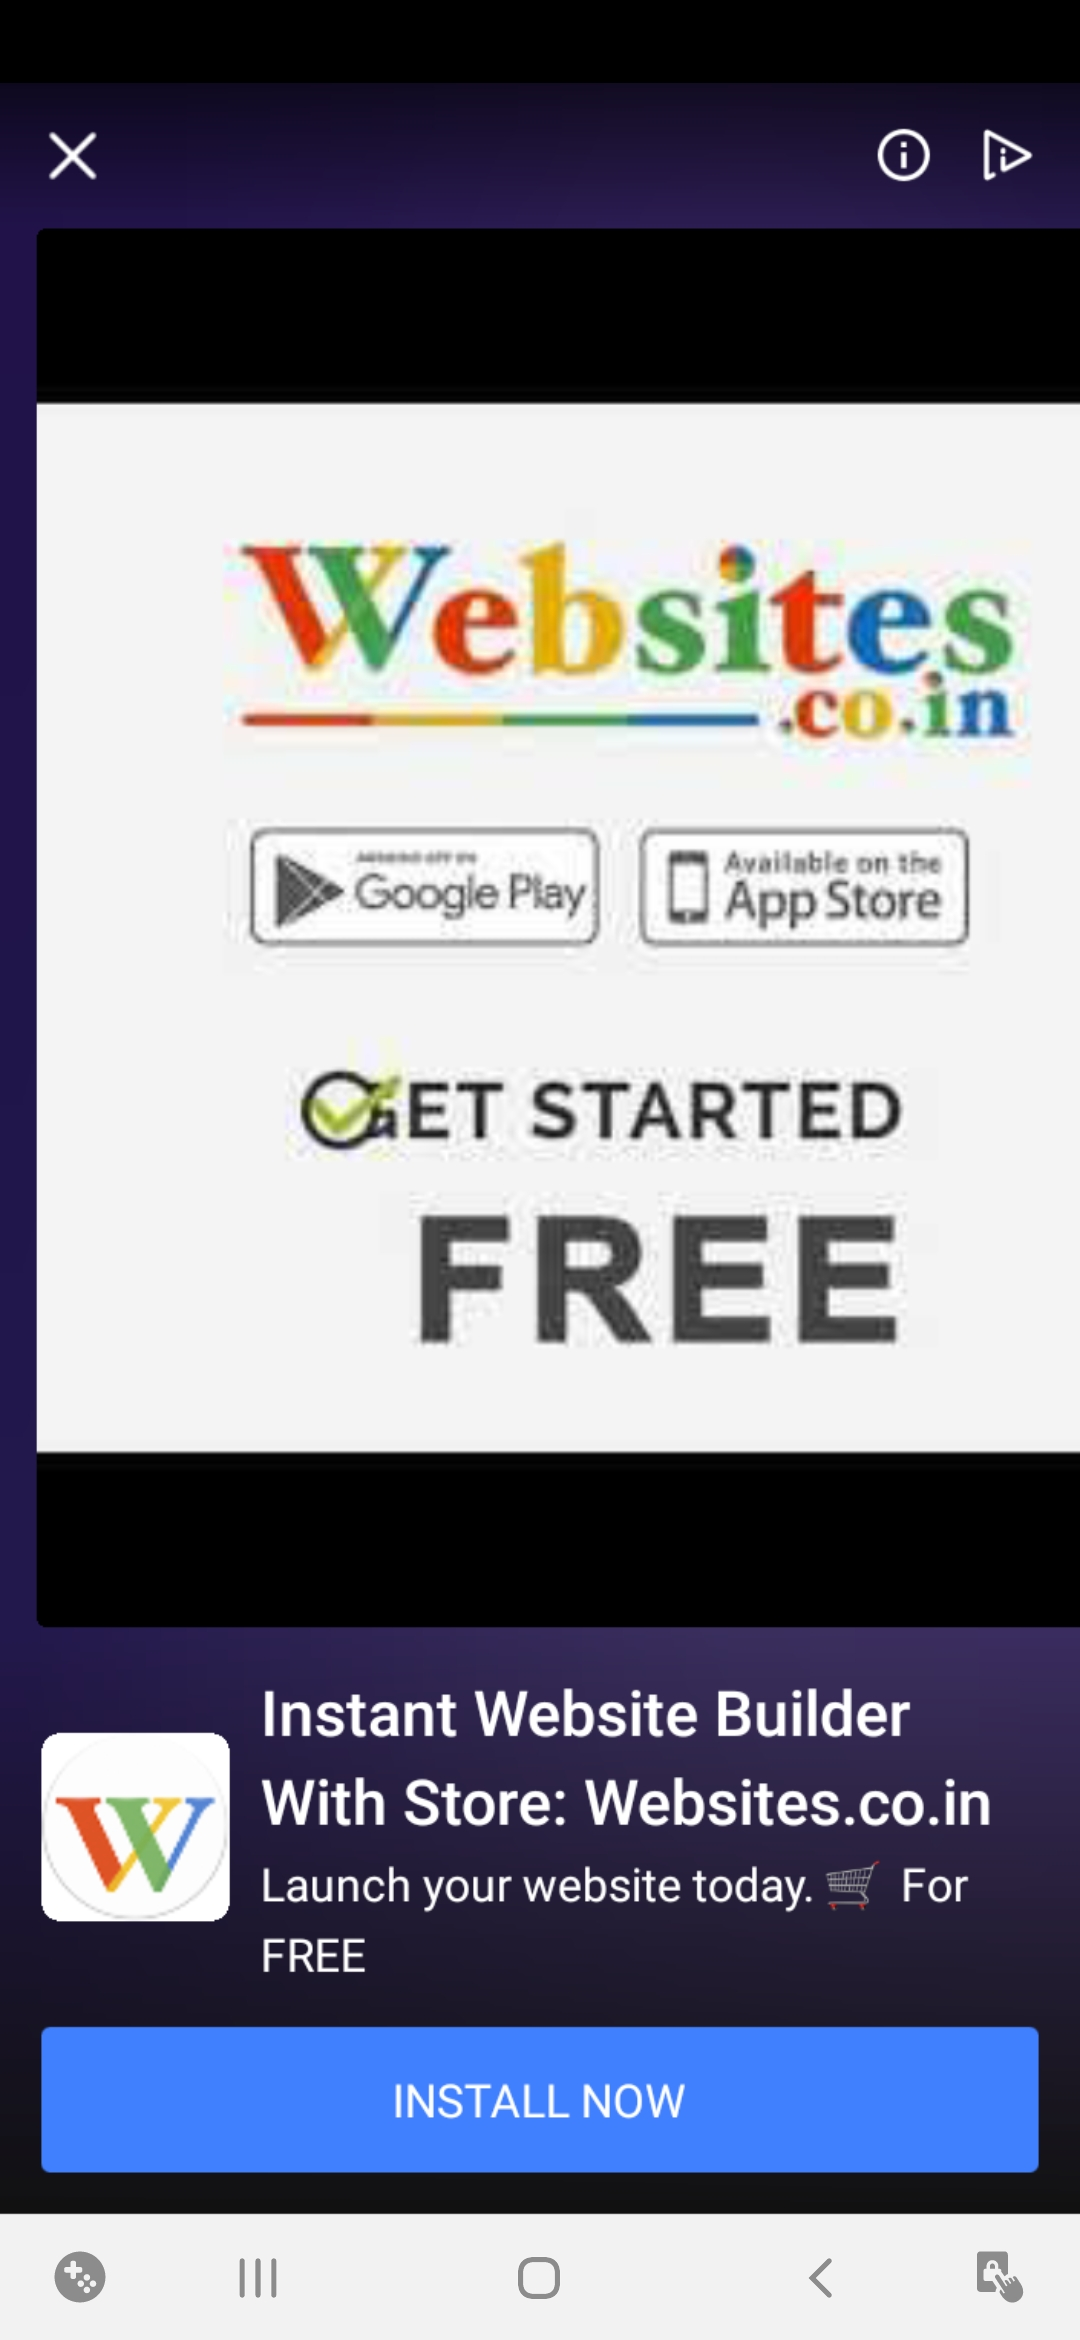 Websites
.co.in
Google Play
Available on the
App Store
GET STARTED
FREE
Instant Website Builder
With Store: Websites.co.in
Launch your website today. 🛒 For
FREE
INSTALL NOW